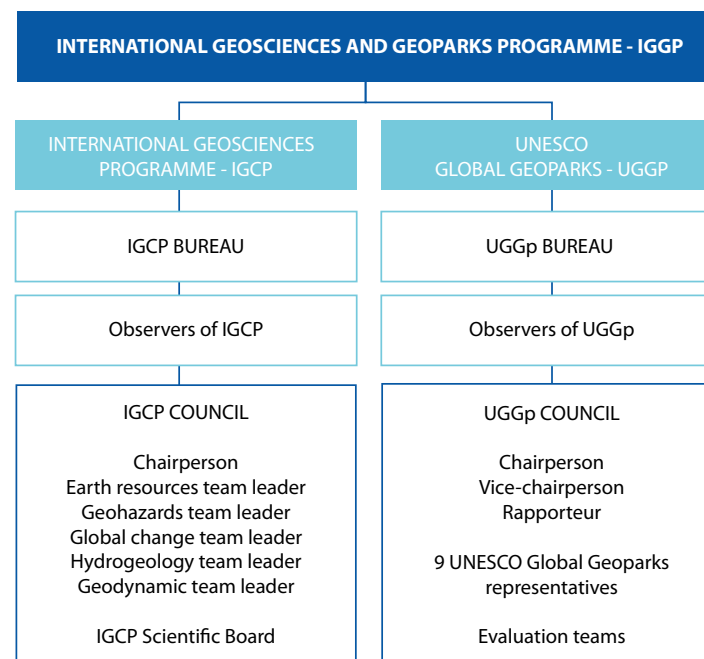 INTERNATIONAL GEOSCIENCES AND GEOPARKS PROGRAMME - IGGP
INTERNATIONAL GEOSCIENCES
PROGRAMME - IGCP
IGCP BUREAU
Observers of IGCP
IGCP COUNCIL
Chairperson
Earth resources team leader
Geohazards team leader
Global change team leader
Hydrogeology team leader
Geodynamic team leader
IGCP Scientific Board
UNESCO
GLOBAL GEOPARKS - UGGP
UGGp BUREAU
Observers of UGGp
UGGp COUNCIL
Chairperson
Vice-chairperson
Rapporteur
9 UNESCO Global Geoparks
representatives
Evaluation teams